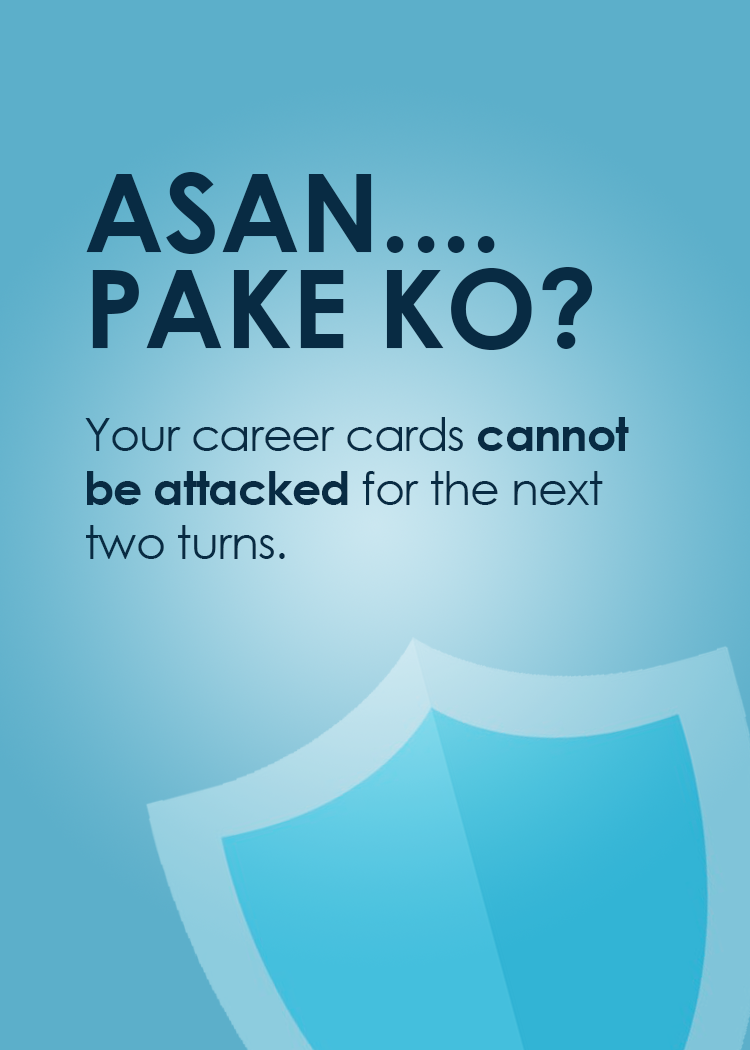 ASAN....
PAKE KO?
Your career cards cannot
be attacked for the next
two turns.